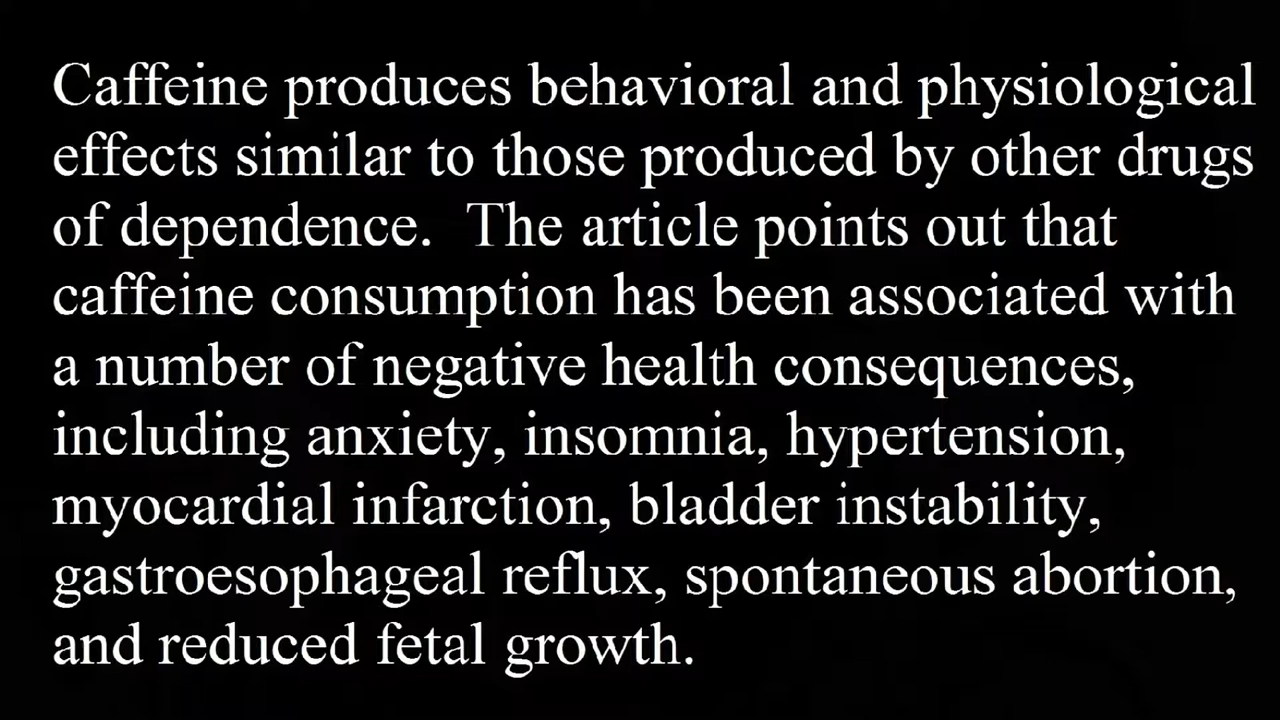 Caffeine produces behavioral and physiological
effects similar to those produced by other drugs
of dependence.  The article points out that
caffeine consumption has been associated with
a number of negative health consequences,
including anxiety, insomnia, hypertension,
myocardial infarction, bladder instability,
gastroesophageal reflux, spontaneous abortion,
and reduced fetal growth.